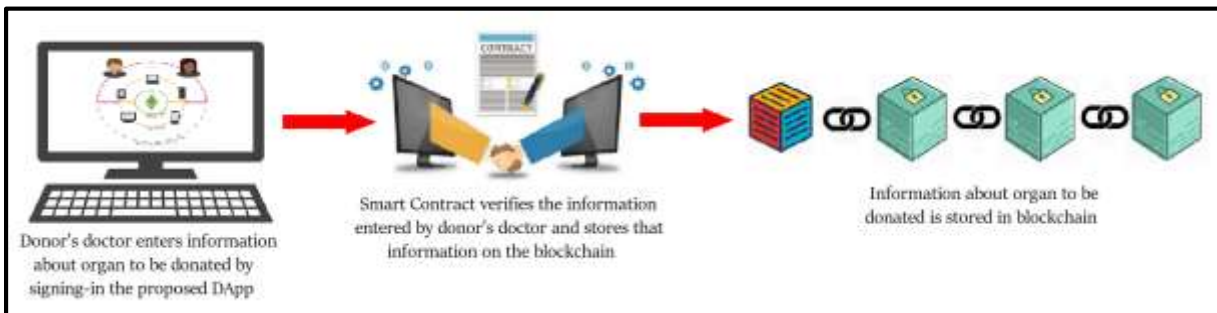 CONTRACT
Donor's doctor enters information
about organ to be donated by
signing-in the proposed DApp
Smart Contract verifies the information
entered by donor's doctor and stores that
information on the blockchain
Information about organ to be
donated is stored in blockchain